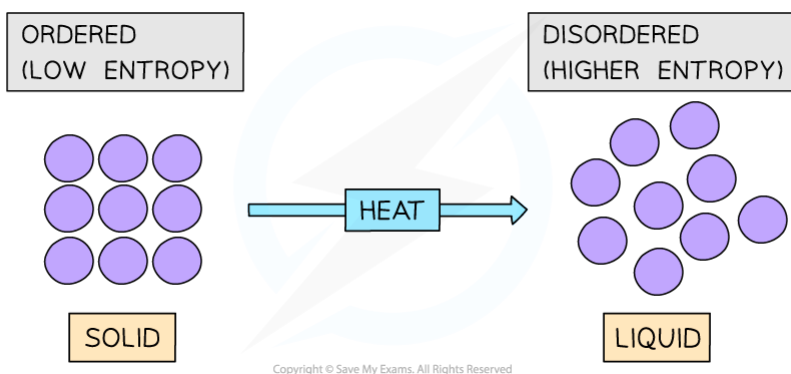 ORDERED
(LOW ENTROPY)
DISORDERED
(HIGHER ENTROPY)
HEAT
SOLID
LIQUID
Copyright © Save My Exams. All Rights Reserved